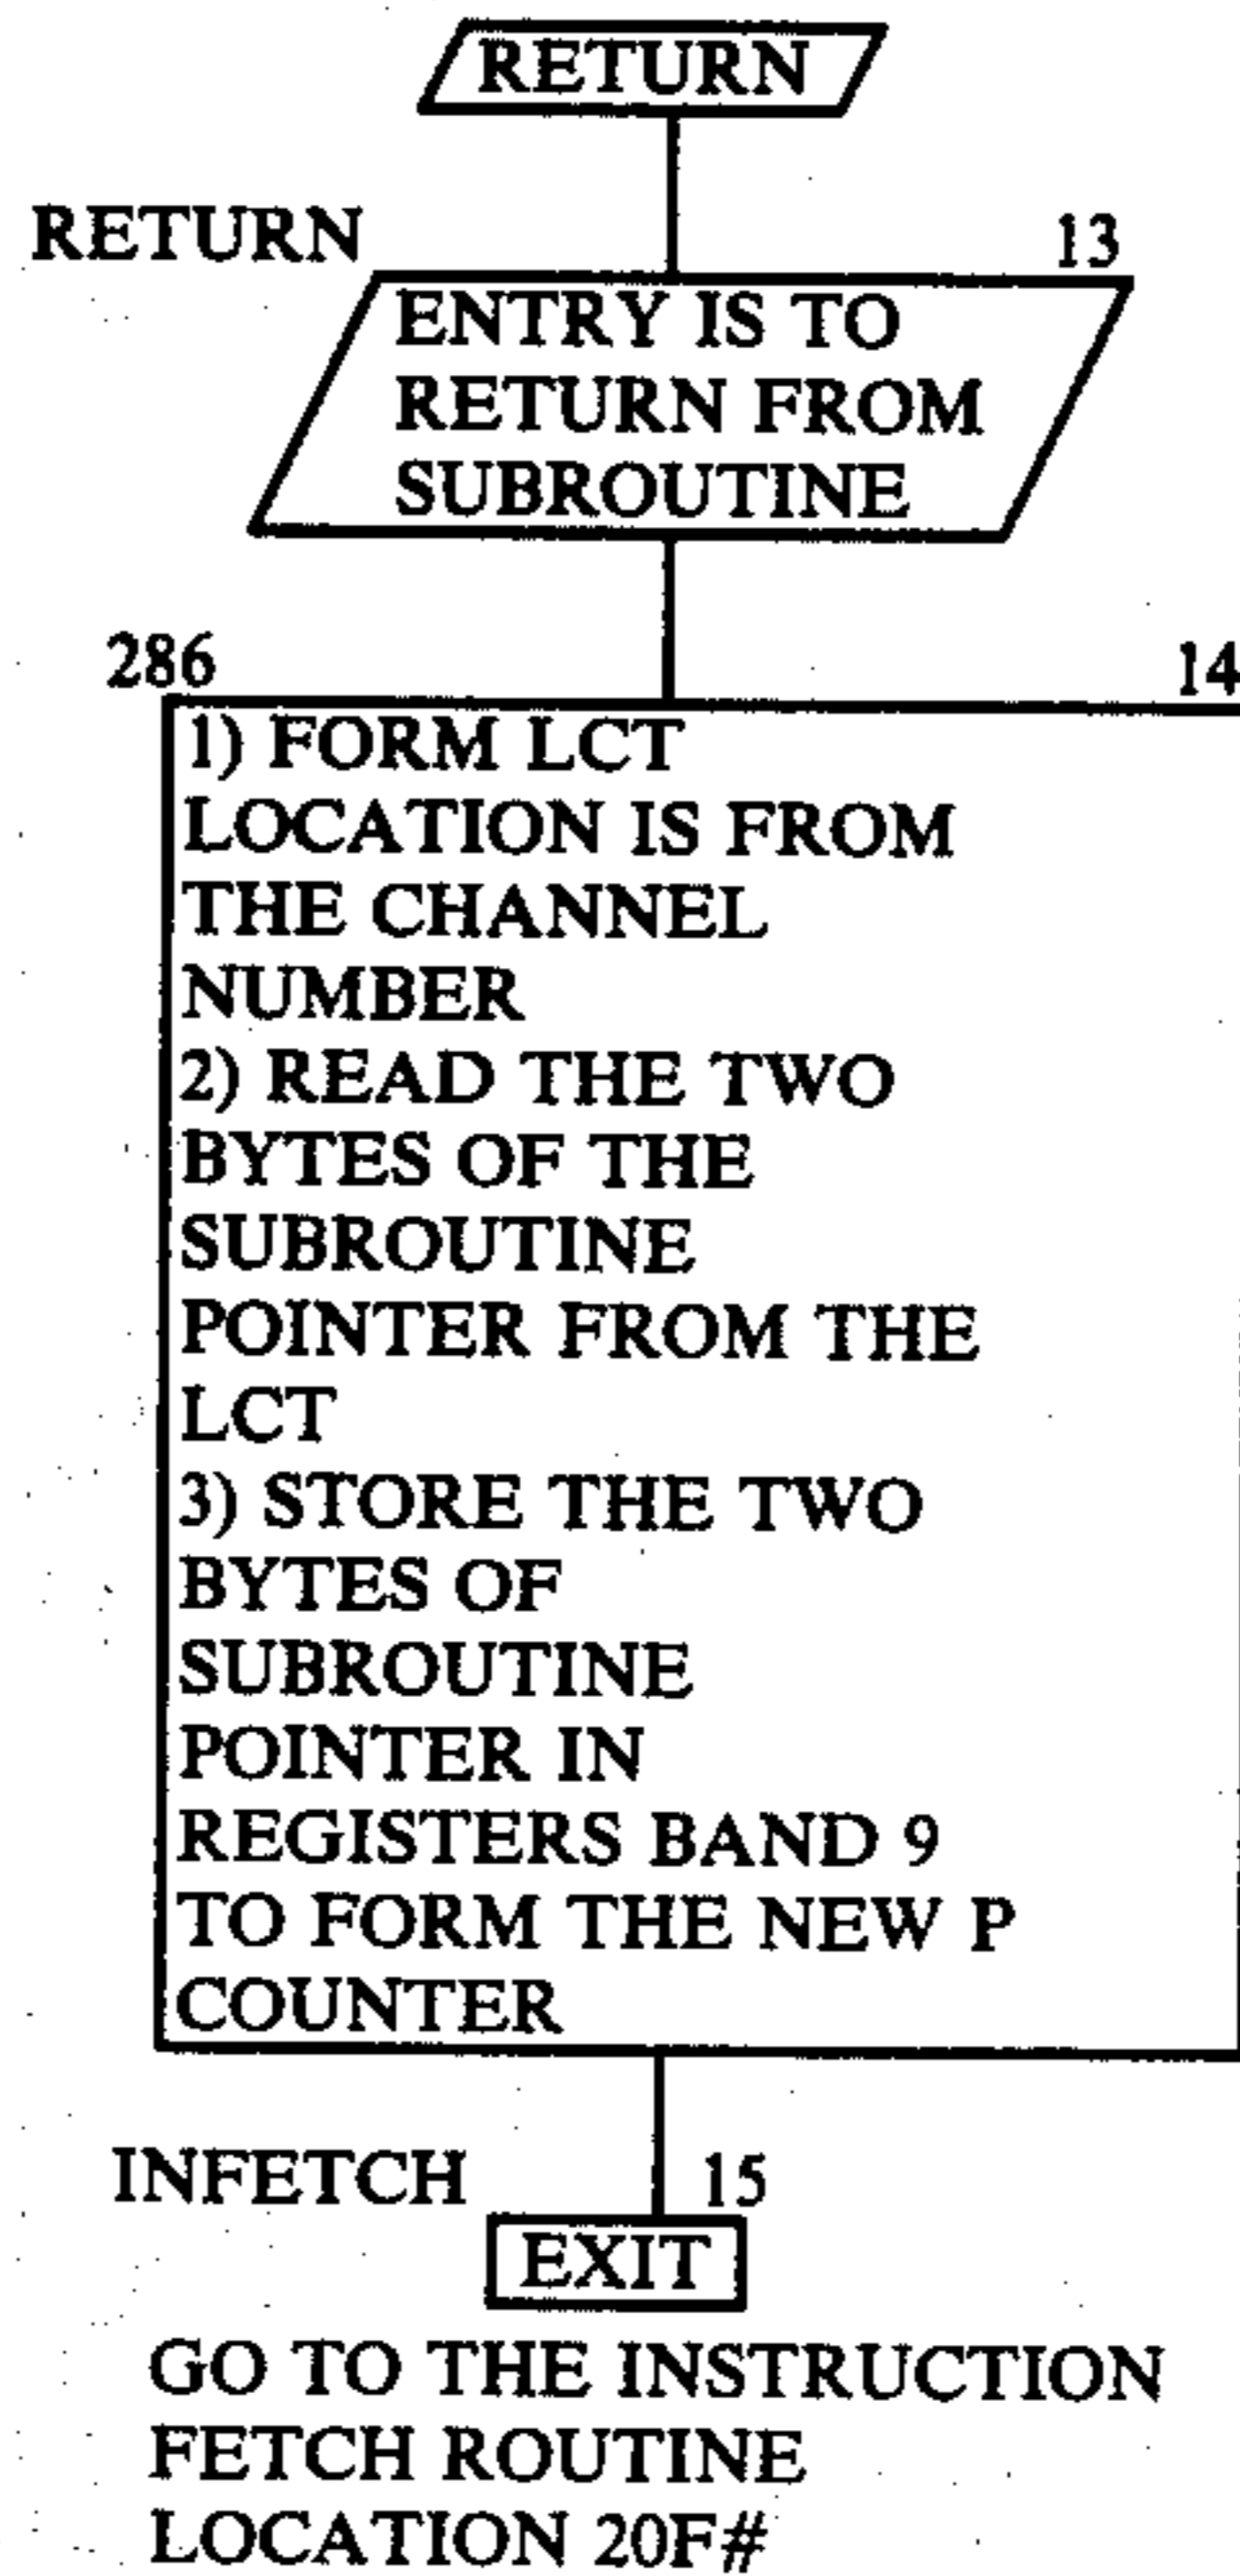 RETURN
RETURN 13
ENTRY IS TO
RETURN FROM
SUBROUTINE
286 14
1) FORM LCT
LOCATION IS FROM
THE CHANNEL
NUMBER
2) READ THE TWO
BYTES OF THE
SUBROUTINE
POINTER FROM THE
LCT
3) STORE THE TWO
BYTES OF
SUBROUTINE
POINTER IN
REGISTERS BAND 9
TO FORM THE NEW P
COUNTER
INFETCH 15
EXIT
GO TO THE INSTRUCTION
FETCH ROUTINE
LOCATION 20F#